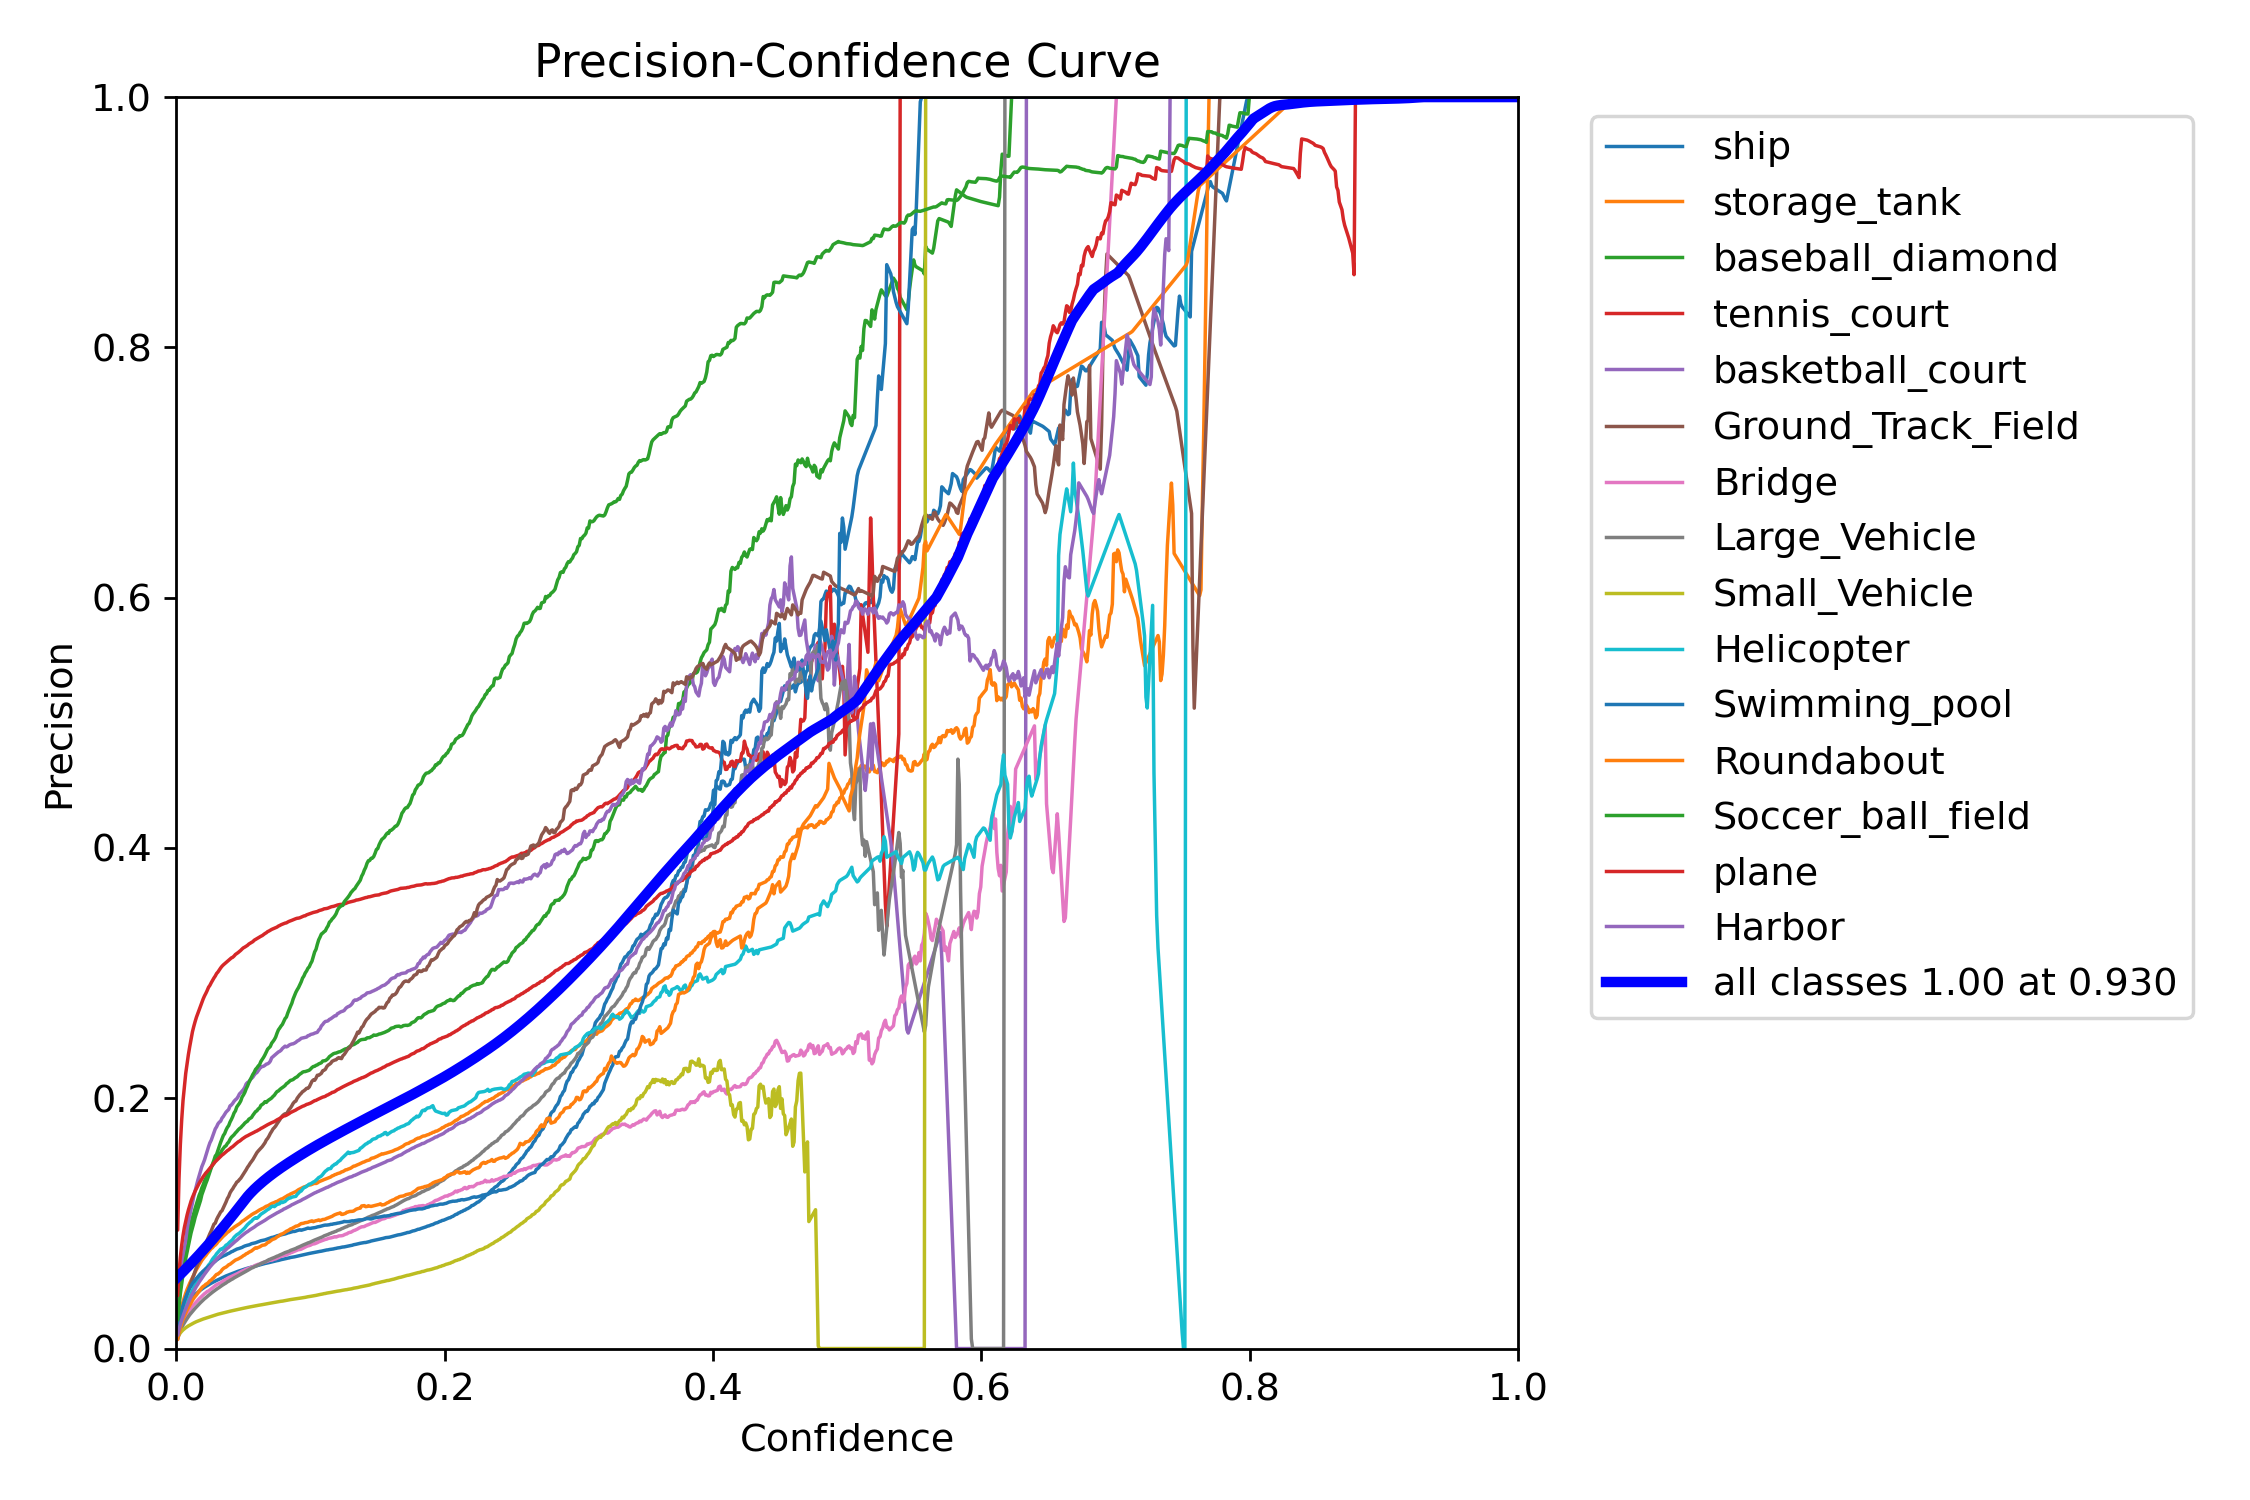 Precision-Confidence Curve
1.0
0.8
0.6
0.4
0.2
0.0
Precision
0.0 0.2 0.4 0.6 0.8 1.0
Confidence
ship
storage_tank
baseball_diamond
tennis_court
basketball_court
Ground_Track_Field
Bridge
Large_Vehicle
Small_Vehicle
Helicopter
Swimming_pool
Roundabout
Soccer_ball_field
plane
Harbor
all classes 1.00 at 0.930